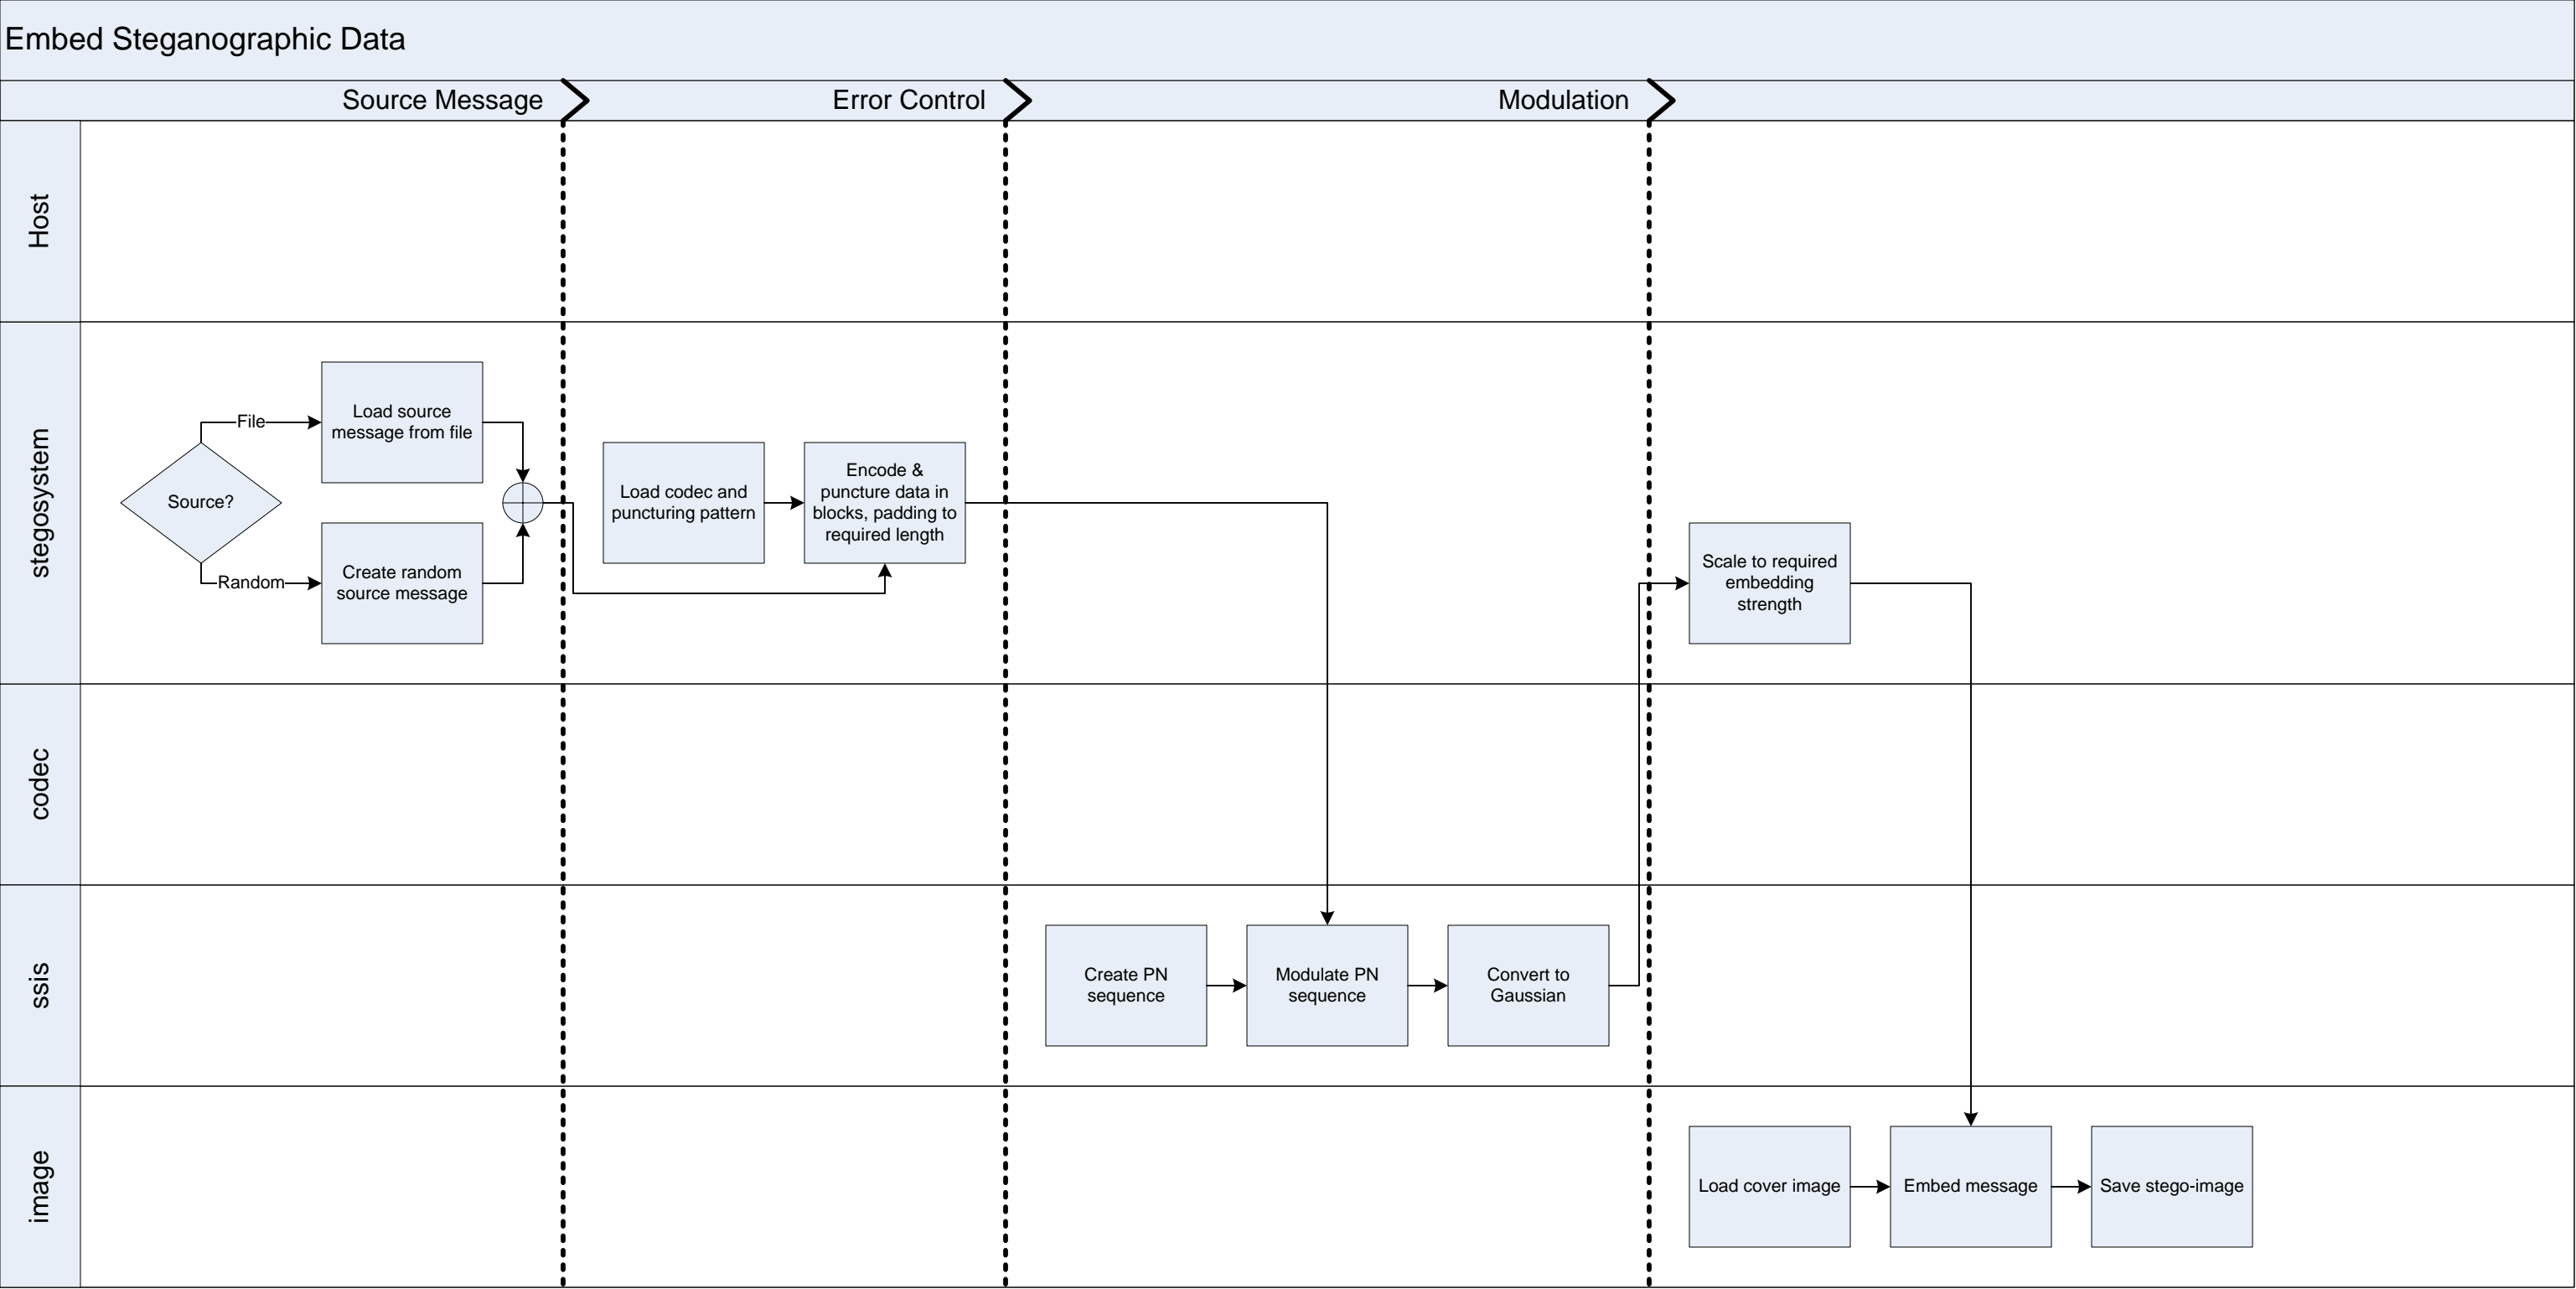 Embed Steganographic Data
Source Message
Error Control
Modulation
Host
stegosystem
Source?
File
Random
Load source
message from file
Create random
source message
Load codec and
puncturing pattern
Encode &
puncture data in
blocks, padding to
required length
Scale to required
embedding
strength
codec
ssis
Create PN
sequence
Modulate PN
sequence
Convert to
Gaussian
image
Load cover image
Embed message
Save stego-image